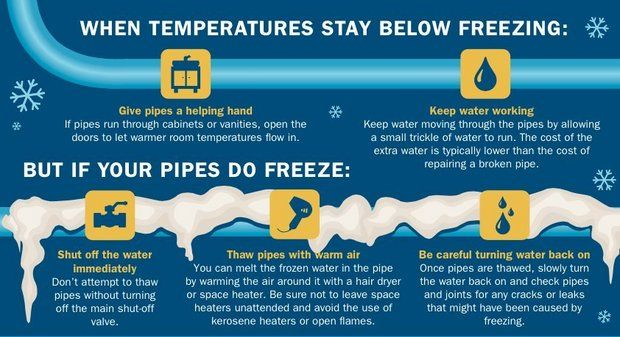 WHEN TEMPERATURES STAY BELOW FREEZING:
Give pipes a helping hand
If pipes run through cabinets or vanities, open the
doors to let warmer room temperatures flow in.
Keep water working
Keep water moving through the pipes by allowing
a small trickle of water to run. The cost of the
extra water is typically lower than the cost of
repairing a broken pipe.
BUT IF YOUR PIPES DO FREEZE:
Shut off the water
immediately
Don't attempt to thaw
pipes without turning
off the main shut-off
valve.
Thaw pipes with warm air
You can melt the frozen water in the pipe
by warming the air around it with a hair dryer
or space heater. Be sure not to leave space
heaters unattended and avoid the use of
kerosene heaters or open flames.
Be careful turning water back on
Once pipes are thawed, slowly turn
the water back on and check pipes
and joints for any cracks or leaks
that might have been caused by
freezing.